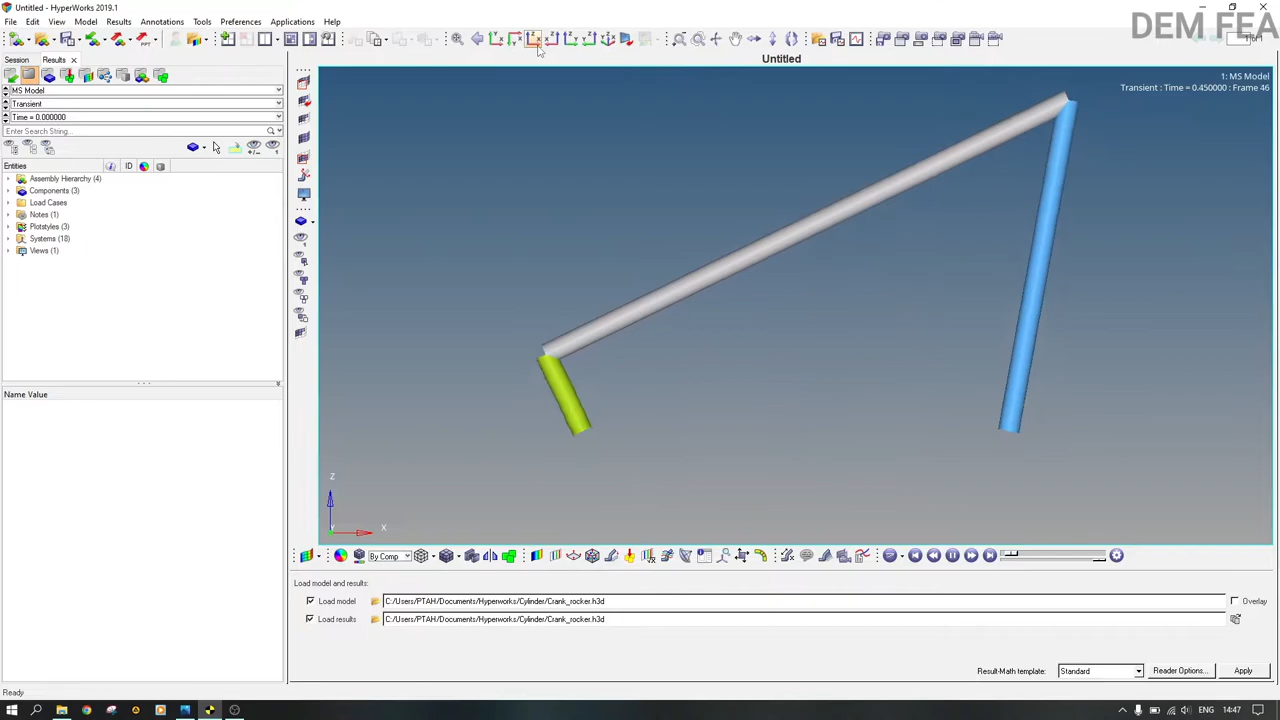 Untitled - HyperWorks 2019.1
File Edit View Model Results Annotations Tools Preferences Applications Help
DEM FEA
1 of 1
Session Results
Untitled
MS Model
Transient
Time = 0.000000
Enter Search String...
Entities ID
Assembly Hierarchy (4)
Components (3)
Load Cases
Notes (1)
Plotstyles (3)
Systems (18)
Views (1)
Name Value
1: MS Model
Transient : Time = 0.450000 : Frame 46
Z
Y
X
By Comp
Load model and results:
Load model C:/Users/PTAH/Documents/Hyperworks/Cylinder/Crank_rocker.h3d Overlay
Load results C:/Users/PTAH/Documents/Hyperworks/Cylinder/Crank_rocker.h3d
Result-Math template: Standard Reader Options... Apply
Ready
ENG 14:47